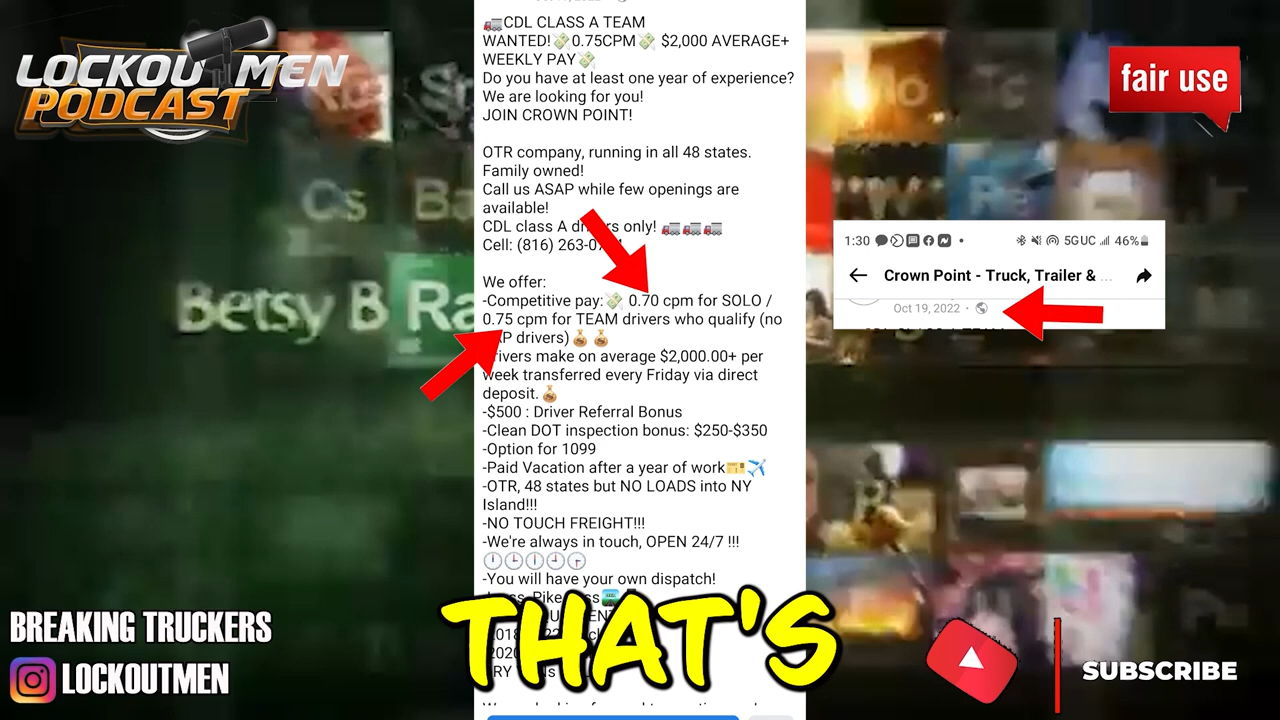 LOCKOUTMEN
PODCAST
fair use
CDL CLASS A TEAM
WANTED! 0.75CPM $2,000 AVERAGE+
WEEKLY PAY
Do you have at least one year of experience?
We are looking for you!
JOIN CROWN POINT!
OTR company, running in all 48 states.
Family owned!
Call us ASAP while few openings are
available!
CDL class A only!
Cell: (816) 263-
We offer:
-Competitive pay: 0.70 cpm for SOLO /
0.75 cpm for TEAM drivers who qualify (no
drivers)
make on average $2,000.00+ per
week transferred every Friday via direct
deposit.
-$500 : Driver Referral Bonus
-Clean DOT inspection bonus: $250-$350
-Option for 1099
-Paid Vacation after a year of work
-OTR, 48 states but NO LOADS into NY
Island!!!
-NO TOUCH FREIGHT!!!
-We're always in touch, OPEN 24/7 !!!
-You will have your own dispatch!
1:30 5GUC 46%
Crown Point - Truck, Trailer & ...
Oct 19, 2022
Cs Ba
Betsy B Ra
Re
Tc
THAT'S
BREAKING TRUCKERS
LOCKOUTMEN
SUBSCRIBE